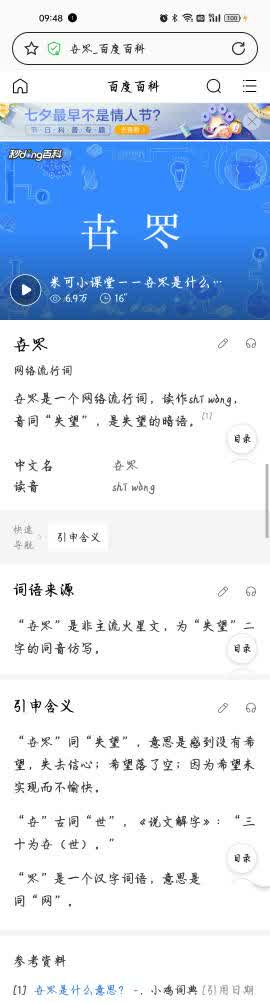 09:48
100
卋罖_百度百科
百度百科
七夕最早不是情人节?
节日科普专题
秒dǒng百科
米可小课堂——卋罖是什么…
6.9万 16"
网络流行词
卋罖是一个网络流行词，读作shī wàng，
音同“失望”，是失望的暗语。[1]
目录
中文名 卋罖
读音 shī wàng
快速
导航
引申含义
词语来源
“卋罖”是非主流火星文，为“失望”二
字的同音仿写。
目录
引申含义
“卋罖”同“失望”，意思是感到没有希
望，失去信心；希望落了空；因为希望未
实现而不愉快。
“卋”古同“世”，《说文解字》：“三
十为卋（世）。”
目录
“罖”是一个汉字词语，意思是
同“网”。
参考资料
[1] 卋罖是什么意思？ -．小鸡词典 [引用日期